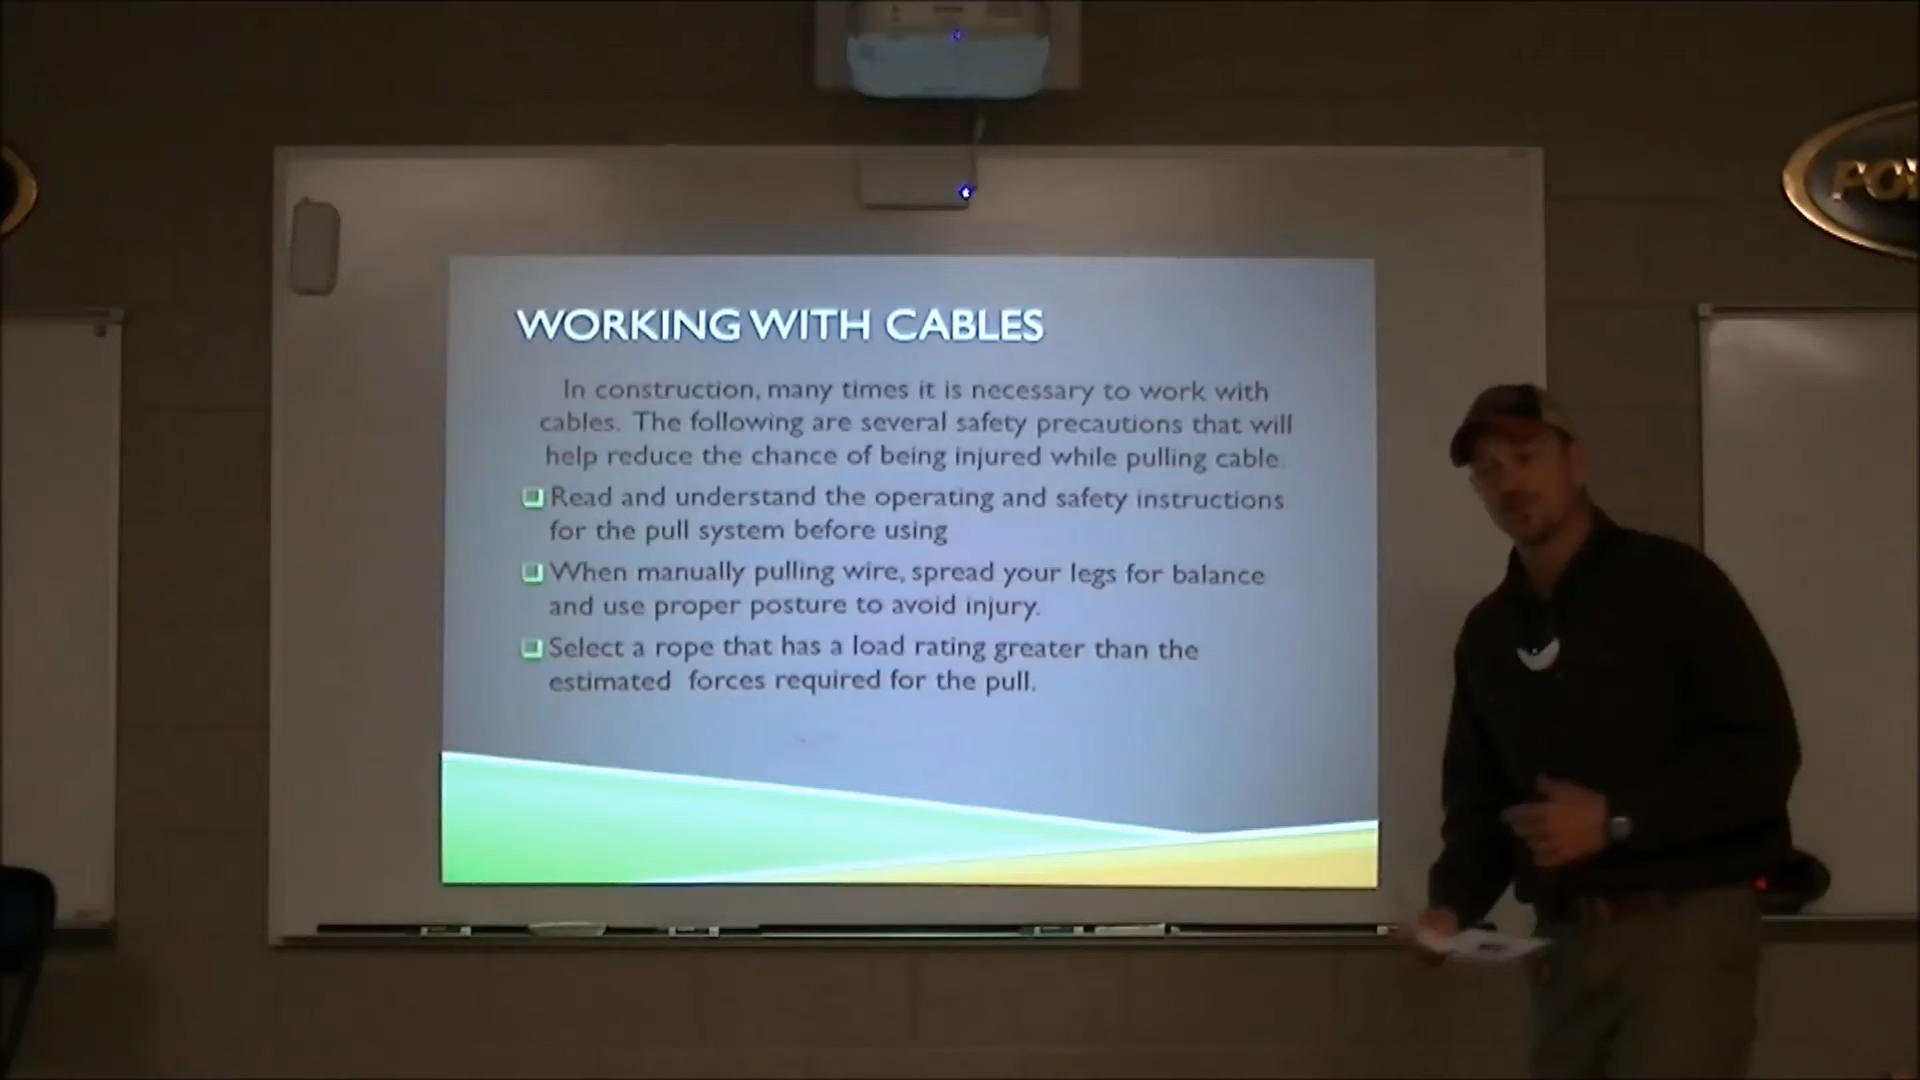 WORKING WITH CABLES
In construction, many times it is necessary to work with
cables. The following are several safety precautions that will
help reduce the chance of being injured while pulling cable.
Read and understand the operating and safety instructions
for the pull system before using
When manually pulling wire, spread your legs for balance
and use proper posture to avoid injury.
Select a rope that has a load rating greater than the
estimated forces required for the pull.